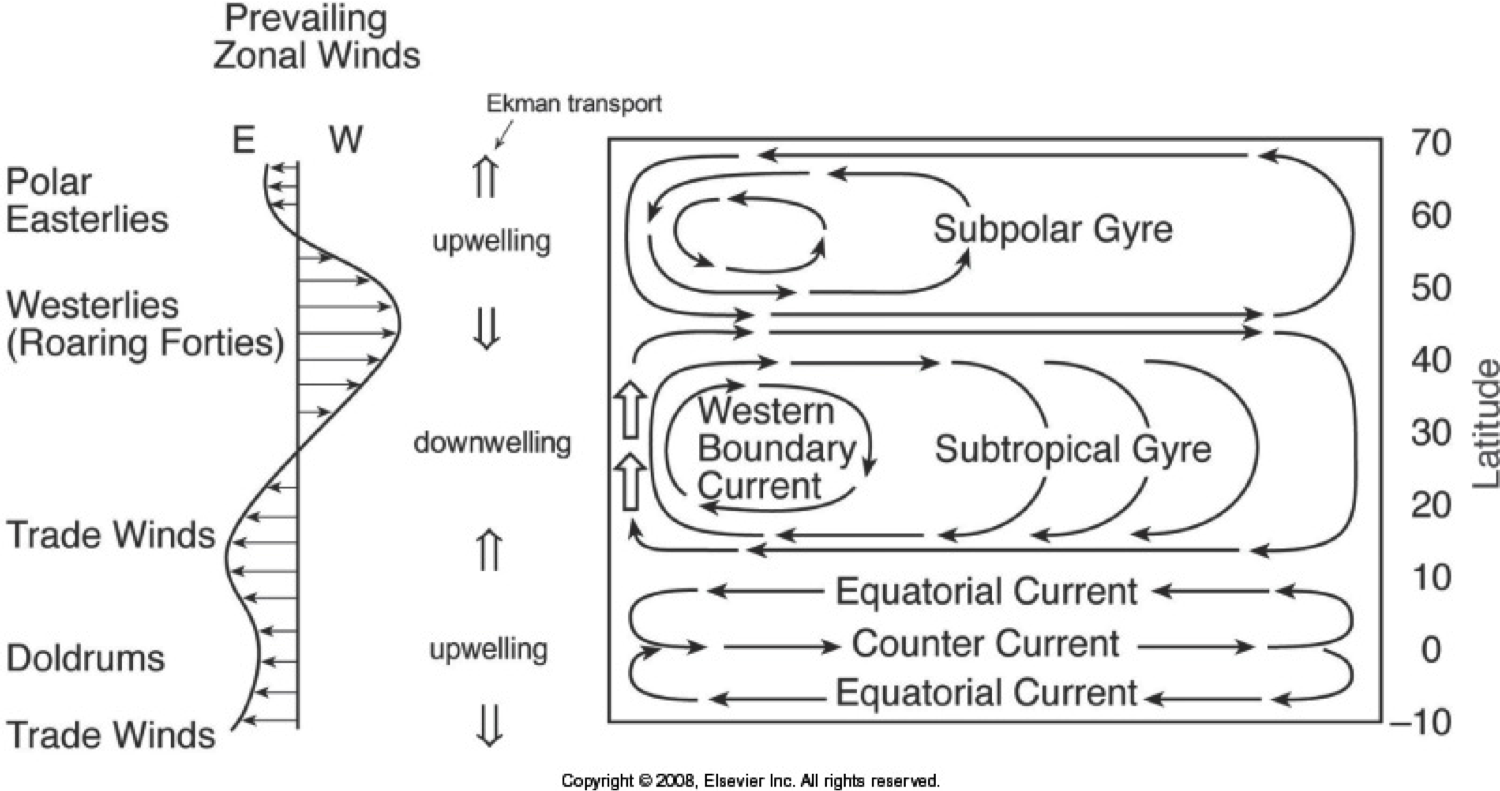 Prevailing
Zonal Winds
Ekman transport
E W
Polar
Easterlies
Westerlies
(Roaring Forties)
Trade Winds
Doldrums
Trade Winds
upwelling
downwelling
upwelling
Subpolar Gyre
Western
Boundary
Current
Subtropical Gyre
Equatorial Current
Counter Current
Equatorial Current
70
60
50
40
30
20
10
0
–10
Latitude
Copyright © 2008, Elsevier Inc. All rights reserved.